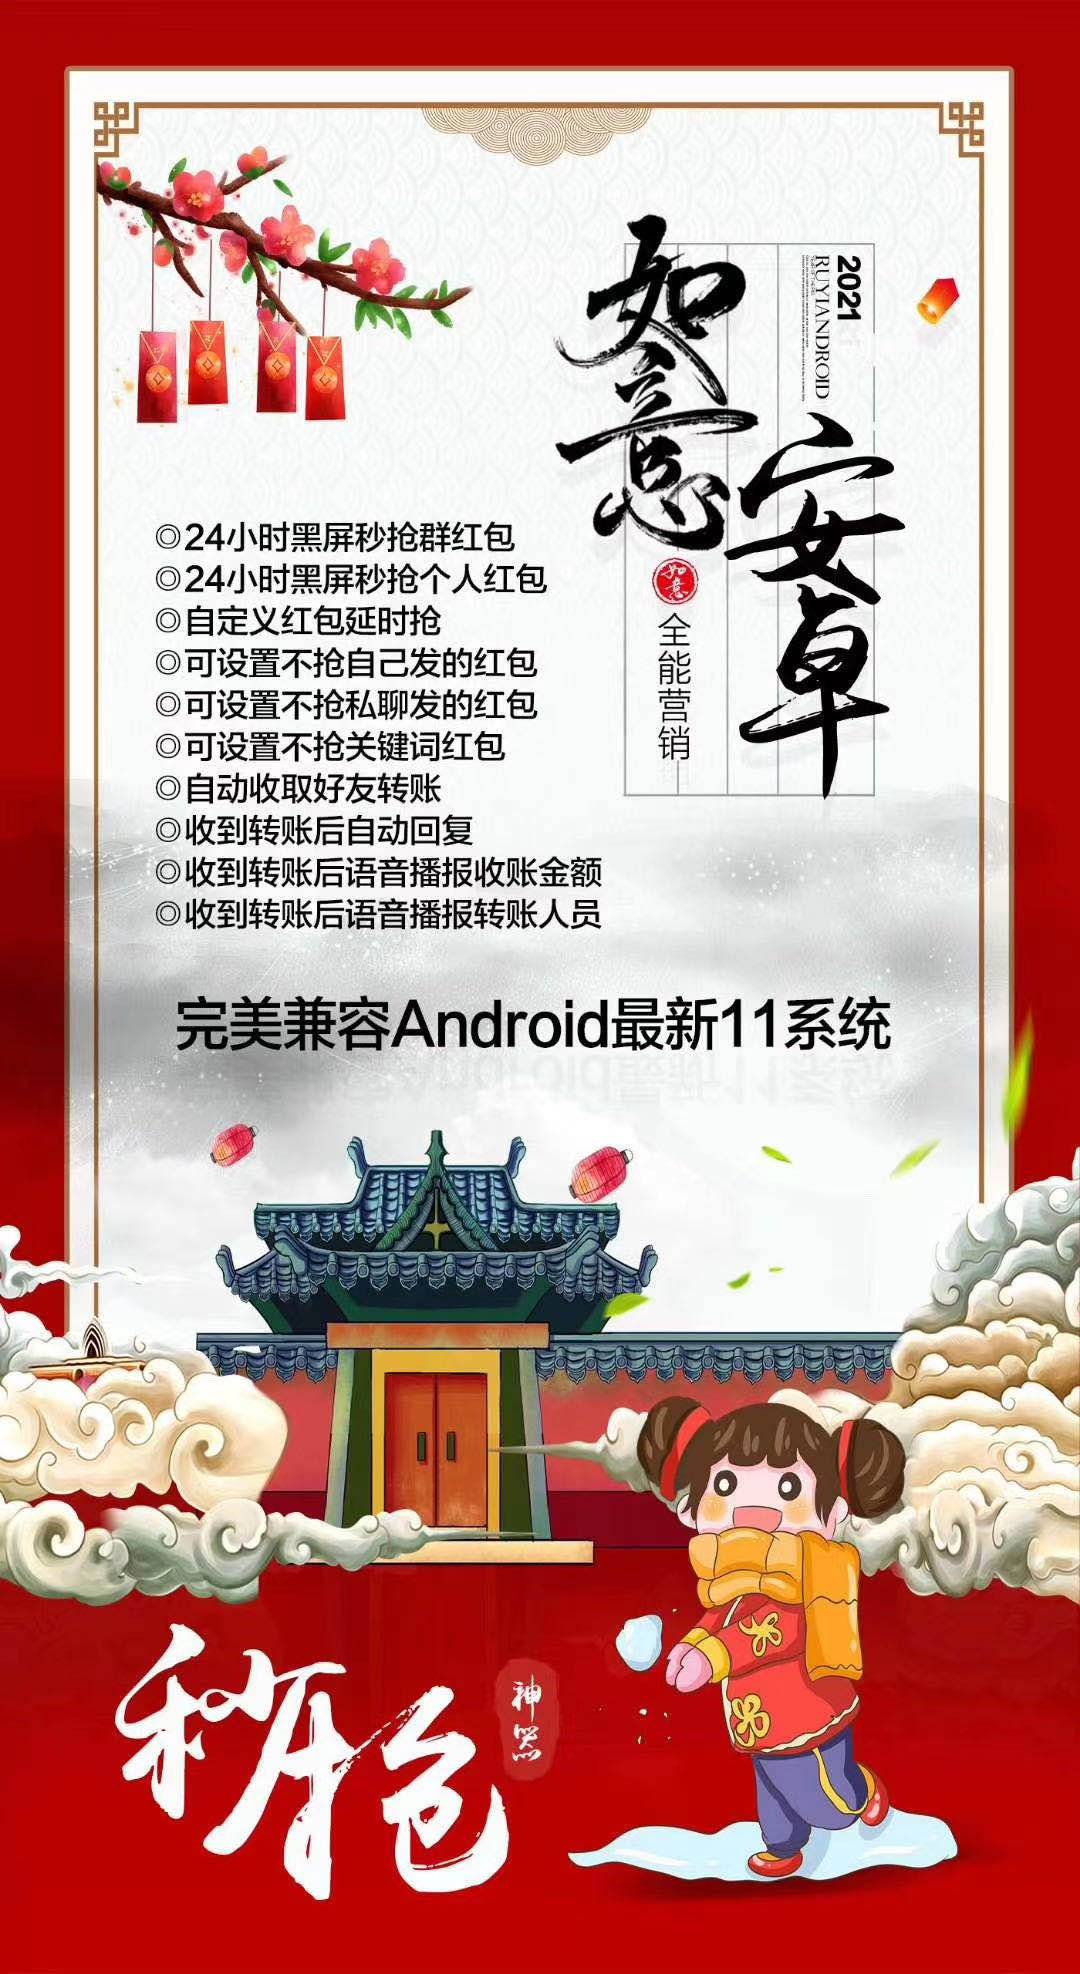 2021
RUYIANDROID
如意
安卓
如意
全能营销
◎24小时黑屏秒抢群红包
◎24小时黑屏秒抢个人红包
◎自定义红包延时抢
◎可设置不抢自己发的红包
◎可设置不抢私聊发的红包
◎可设置不抢关键词红包
◎自动收取好友转账
◎收到转账后自动回复
◎收到转账后语音播报收账金额
◎收到转账后语音播报转账人员
完美兼容Android最新11系统
秒抢
神器